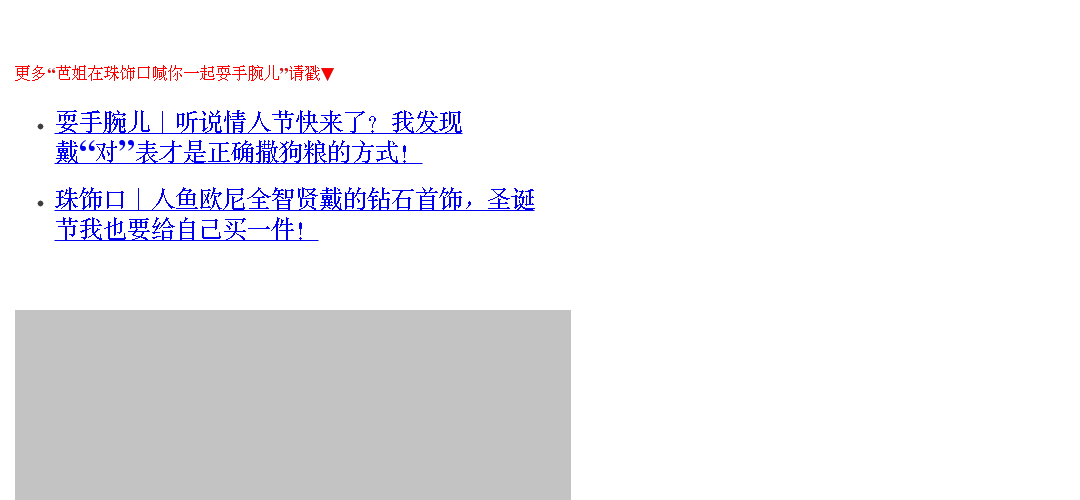 更多“芭姐在珠饰口喊你一起耍手腕儿”请戳▼
耍手腕儿｜听说情人节快来了？我发现
戴“对”表才是正确撒狗粮的方式！
珠饰口｜人鱼欧尼全智贤戴的钻石首饰，圣诞
节我也要给自己买一件！